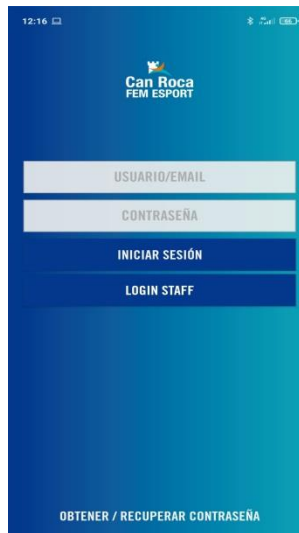 12:16
Can Roca
FEM ESPORT
USUARIO/EMAIL
CONTRASEÑA
INICIAR SESIÓN
LOGIN STAFF
OBTENER / RECUPERAR CONTRASEÑA